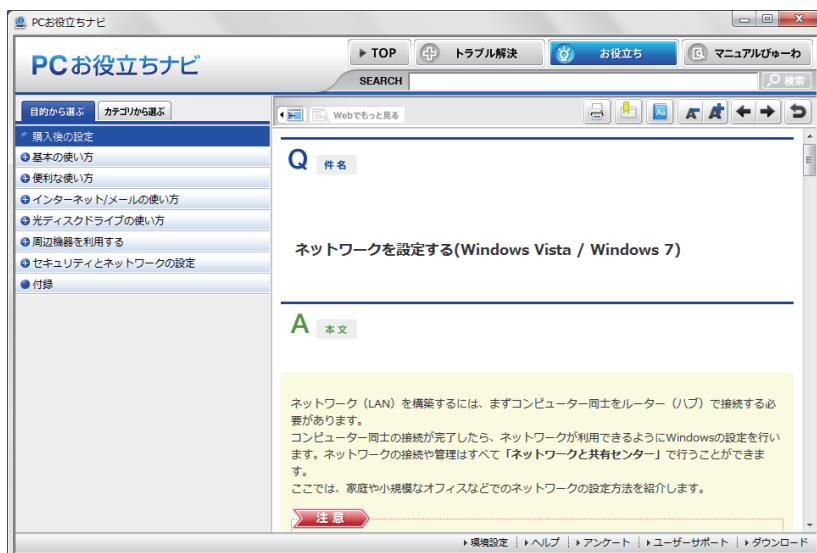 PCお役立ちナビ
PCお役立ちナビ
TOP
トラブル解決
お役立ち
マニュアルびゅーわ
SEARCH
検索
目的から選ぶ
カテゴリから選ぶ
Webでもっと見る
購入後の設定
基本の使い方
便利な使い方
インターネット/メールの使い方
光ディスクドライブの使い方
周辺機器を利用する
セキュリティとネットワークの設定
付録
Q 件名
ネットワークを設定する(Windows Vista / Windows 7)
A 本文
ネットワーク（LAN）を構築するには、まずコンピューター同士をルーター（ハブ）で接続する必
要があります。
コンピューター同士の接続が完了したら、ネットワークが利用できるようにWindowsの設定を行い
ます。ネットワークの接続や管理はすべて「ネットワークと共有センター」で行うことができま
す。
ここでは、家庭や小規模なオフィスなどでのネットワークの設定方法を紹介します。
注意
環境設定
ヘルプ
アンケート
ユーザーサポート
ダウンロード